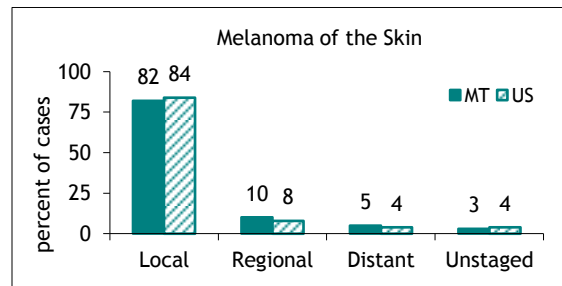 Melanoma of the Skin
percent of cases
100
75
50
25
0
82 84
10 8
5 4
3 4
MT US
Local Regional Distant Unstaged